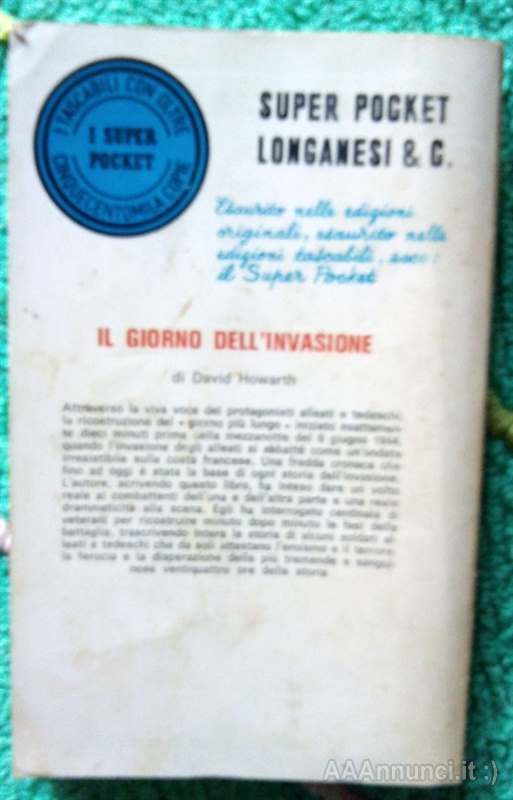 I TASCABILI CON OLTRE
I SUPER
POCKET
CINQUECENTOMILA COPIE
SUPER POCKET
LONGANESI & C.
Esaurito nelle edizioni
originali, esaurito nelle
edizioni tascabili, ecco:
il Super Pocket
IL GIORNO DELL'INVASIONE
di David Howarth
Attraverso la viva voce dei protagonisti alleati e tedeschi,
la ricostruzione del « giorno più lungo » iniziato esattamen-
te dieci minuti prima della mezzanotte del 5 giugno 1944,
quando l'invasione degli alleati si abbatté come un'ondata
irresistibile sulla costa francese. Una fredda cronaca che
fino ad oggi è stata la base di ogni storia dell'invasione.
L'autore, scrivendo questo libro, ha inteso dare un volto
reale ai combattenti dell'una e dell'altra parte e una reale
drammaticità alla scena. Egli ha interrogato centinaia di
veterani per ricostruire minuto dopo minuto le fasi della
battaglia, trascrivendo intera la storia di alcuni soldati al-
leati e tedeschi che da soli attestano l'eroismo e il terrore,
la ferocia e la disperazione delle più tremende e sangui-
nose ventiquattro ore della storia
AAAnnunci.it :)